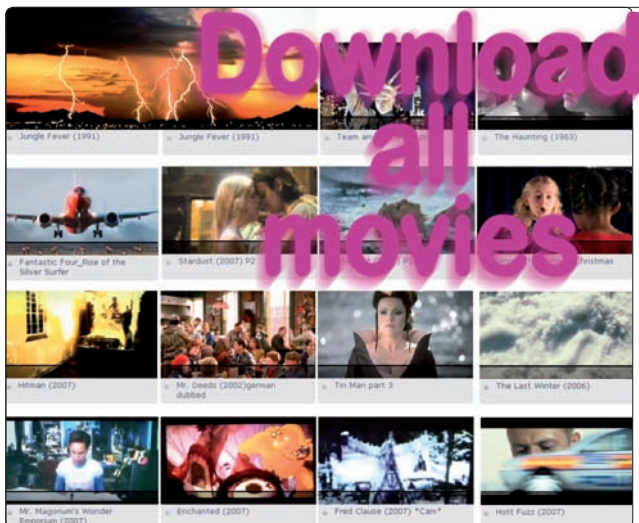 Download
all
movies
Jungle Fever (1991)
Jungle Fever (1991)
Team
The Haunting (1963)
Fantastic Four_Rise of the
Silver Surfer
Stardust (2007) P2
Christmas
Hitman (2007)
Mr. Deeds (2002)german
dubbed
Tin Man part 3
The Last Winter (2006)
Mr. Magorium's Wonder
Emporium (2007)
Enchanted (2007)
Fred Clause (2007) *Cam*
Hott Fuzz (2007)